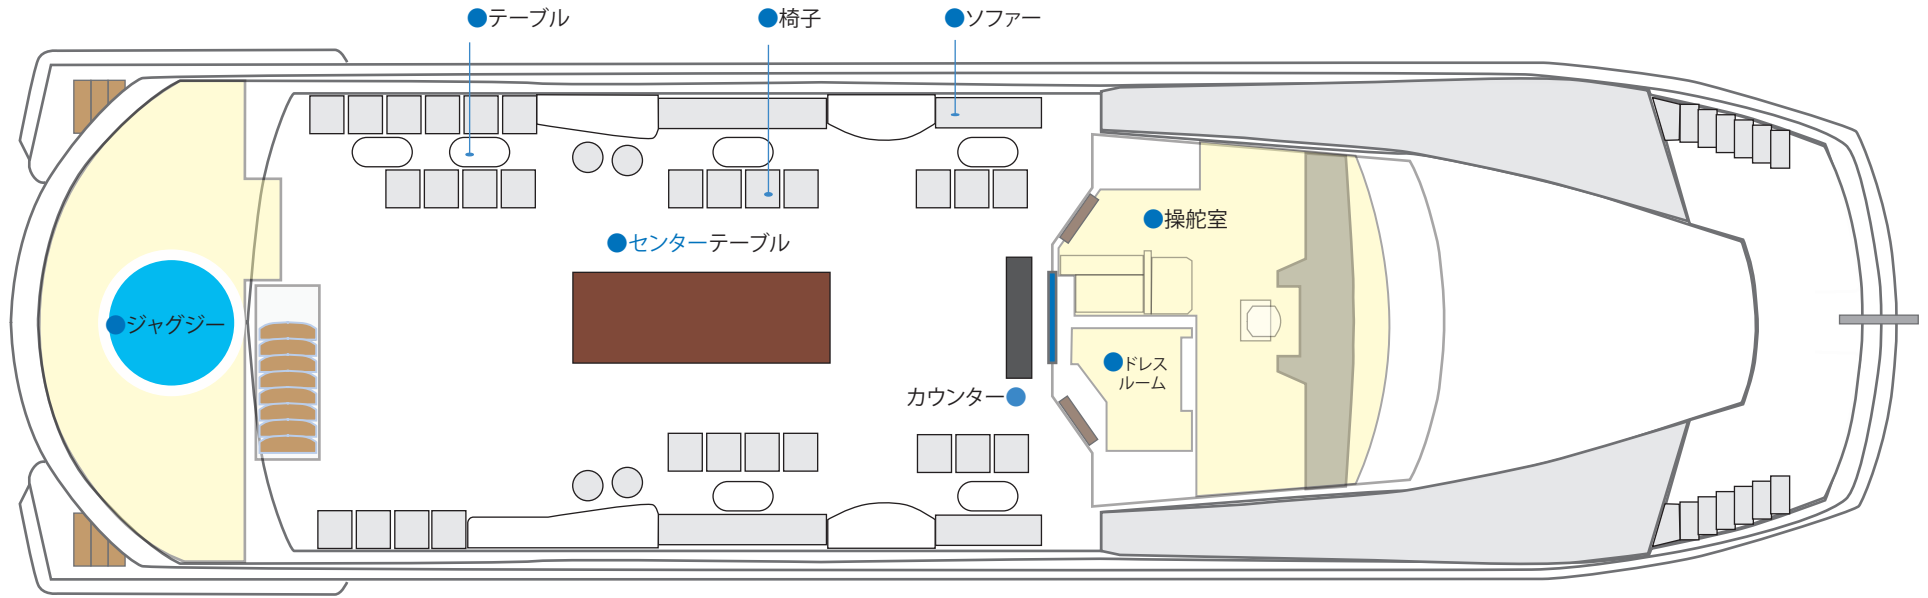 テーブル
椅子
ソファー
操舵室
センターテーブル
ジャグジー
ドレス
ルーム
カウンター